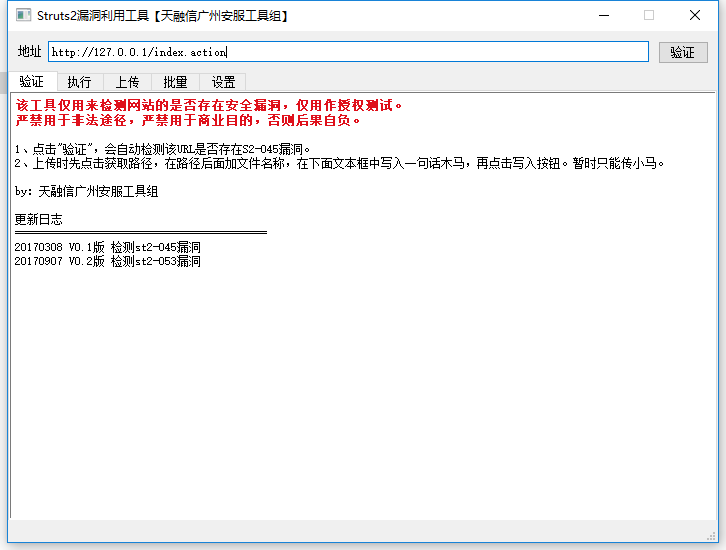 Struts2漏洞利用工具【天融信广州安服工具组】
地址 http://127.0.0.1/index.action 验证
验证 执行 上传 批量 设置
该工具仅用来检测网站的是否存在安全漏洞，仅用作授权测试。
严禁用于非法途径，严禁用于商业目的，否则后果自负。
1、点击"验证"，会自动检测该URL是否存在S2-045漏洞。
2、上传时先点击获取路径，在路径后面加文件名称，在下面文本框中写入一句话木马，再点击写入按钮。暂时只能传小马。
by: 天融信广州安服工具组
更新日志
====================================
20170308 V0.1版 检测st2-045漏洞
20170907 V0.2版 检测st2-053漏洞